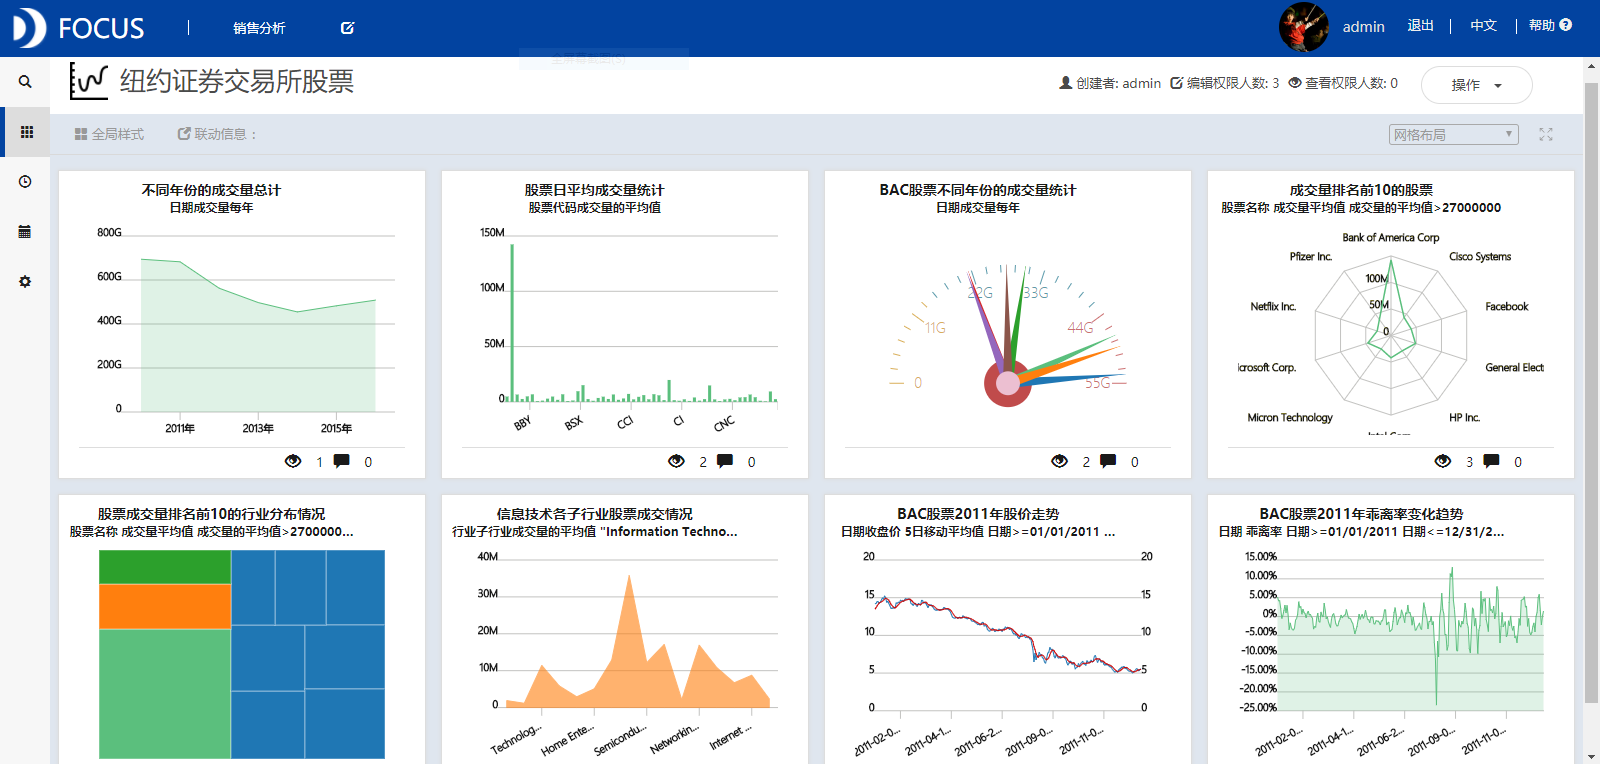 FOCUS
销售分析
admin
退出
中文
帮助
全屏幕截图(S)
纽约证券交易所股票
创建者: admin 编辑权限人数: 3 查看权限人数: 0
操作
全局样式
联动信息 :
网格布局
不同年份的成交量总计
日期成交量每年
800G
600G
400G
200G
0
2011年
2013年
2015年
1
0
股票日平均成交量统计
股票代码成交量的平均值
150M
100M
50M
0
BBY
BSX
CCI
CI
CNC
2
0
BAC股票不同年份的成交量统计
日期成交量每年
0
11G
22G
33G
44G
55G
2
0
成交量排名前10的股票
股票名称 成交量平均值 成交量的平均值>27000000
Bank of America Corp
Pfizer Inc.
Cisco Systems
100M
Netflix Inc.
50M
Facebook
0
icrosoft Corp.
General Elect
Micron Technology
HP Inc.
Intel Corp
3
0
股票成交量排名前10的行业分布情况
股票名称 成交量平均值 成交量的平均值>2700000...
信息技术各子行业股票成交情况
行业子行业成交量的平均值 "Information Techno...
40M
30M
20M
10M
0
Technolog...
Home Ente...
Semicondu...
Networkin...
Internet ...
BAC股票2011年股价走势
日期收盘价 5日移动平均值 日期>=01/01/2011 ...
20
15
10
5
0
20
15
10
5
0
2011-02-0...
2011-04-1...
2011-06-2...
2011-09-0...
2011-11-0...
BAC股票2011年乖离率变化趋势
日期 乖离率 日期>=01/01/2011 日期<=12/31/2...
15.00%
10.00%
5.00%
0%
-5.00%
-10.00%
-15.00%
-20.00%
-25.00%
2011-02-0...
2011-04-1...
2011-06-2...
2011-09-0...
2011-11-0...